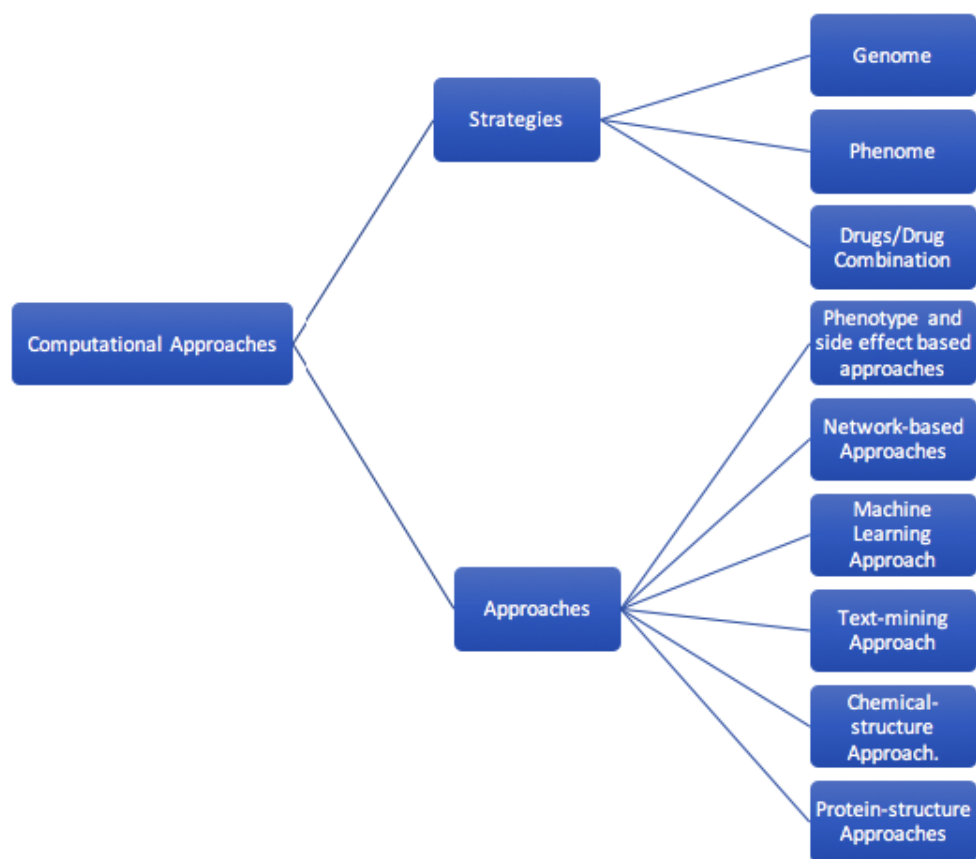 Genome
Strategies
Phenome
Drugs/Drug
Combination
Computational Approaches
Phenotype and
side effect based
approaches
Network-based
Approaches
Machine
Learning
Approach
Approaches
Text-mining
Approach
Chemical-
structure
Approach.
Protein-structure
Approaches